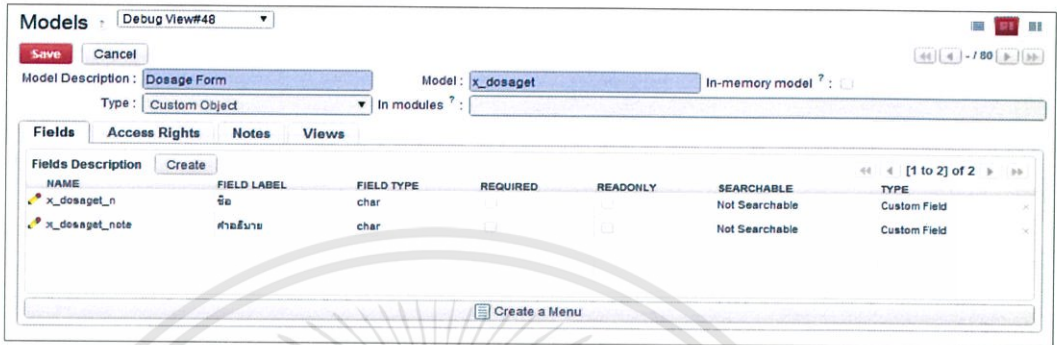 Models ? Debug View#48
Save Cancel - / 80
Model Description : Dosage Form Model : x_dosaget In-memory model ? :
Type : Custom Object In modules ? :
Fields Access Rights Notes Views
Fields Description Create [1 to 2] of 2
NAME FIELD LABEL FIELD TYPE REQUIRED READONLY SEARCHABLE TYPE
x_dosaget_n ชื่อ char Not Searchable Custom Field
x_dosaget_note คำอธิบาย char Not Searchable Custom Field
Create a Menu